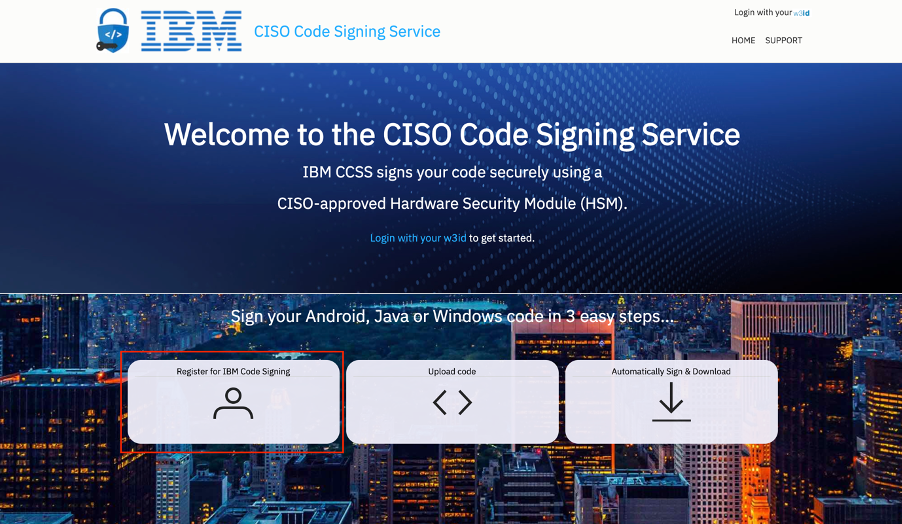 </>
IBM
CISO Code Signing Service
Login with your w3id
HOME SUPPORT
Welcome to the CISO Code Signing Service
IBM CCSS signs your code securely using a
CISO-approved Hardware Security Module (HSM).
Login with your w3id to get started.
Sign your Android, Java or Windows code in 3 easy steps...
Register for IBM Code Signing
Upload code
Automatically Sign & Download